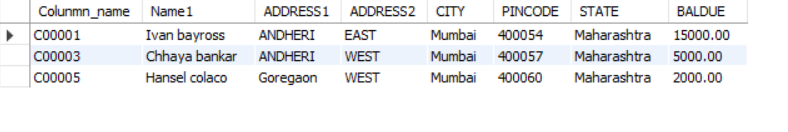 Colunmn_name Name1 ADDRESS1 ADDRESS2 CITY PINCODE STATE BALDUE
C00001 Ivan bayross ANDHERI EAST Mumbai 400054 Maharashtra 15000.00
C00003 Chhaya bankar ANDHERI WEST Mumbai 400057 Maharashtra 5000.00
C00005 Hansel colaco Goregaon WEST Mumbai 400060 Maharashtra 2000.00